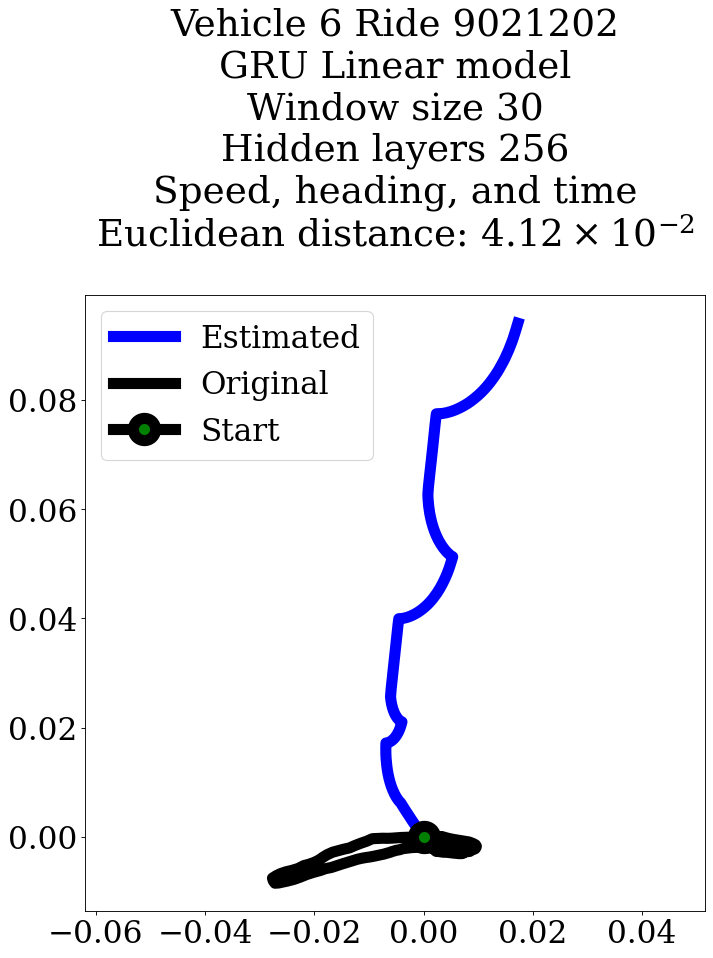 Vehicle 6 Ride 9021202
GRU Linear model
Window size 30
Hidden layers 256
Speed, heading, and time
Euclidean distance: 4.12 × 10⁻²
Estimated
Original
Start
0.08
0.06
0.04
0.02
0.00
−0.06 −0.04 −0.02 0.00 0.02 0.04